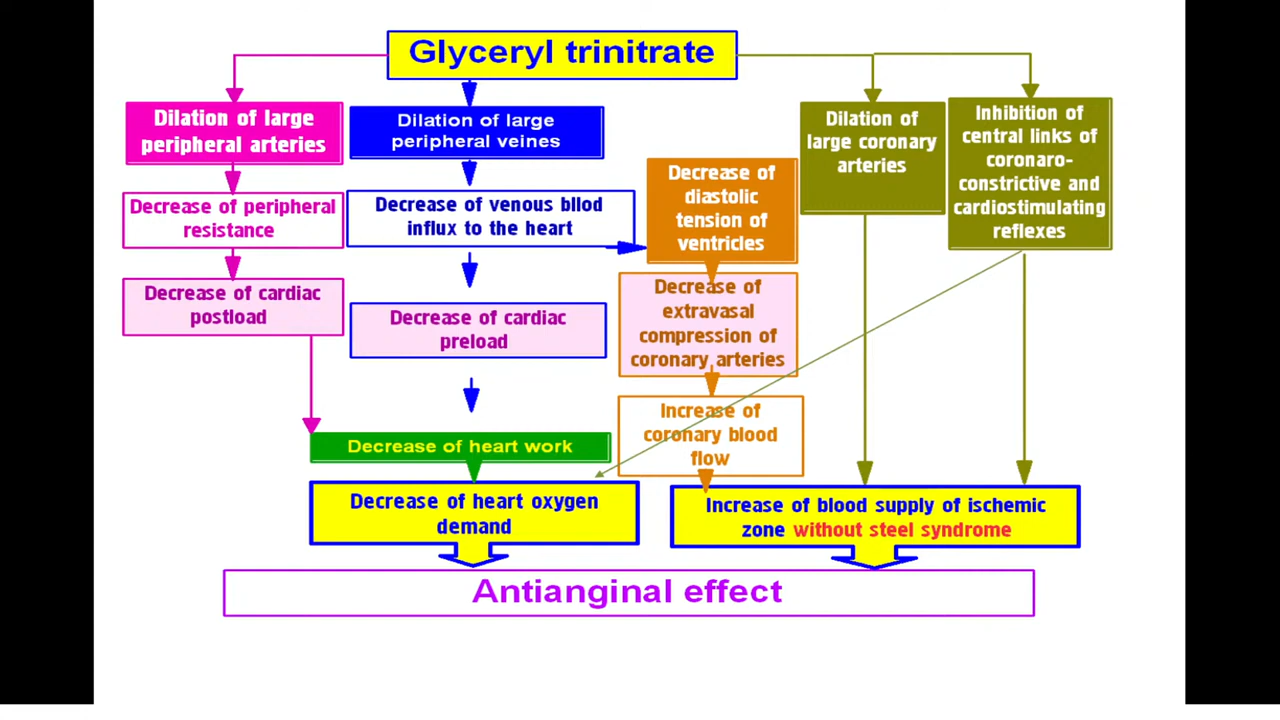 Glyceryl trinitrate
Dilation of large
peripheral arteries
Decrease of peripheral
resistance
Decrease of cardiac
postload
Dilation of large
peripheral veines
Decrease of venous bllod
influx to the heart
Decrease of cardiac
preload
Decrease of heart work
Decrease of heart oxygen
demand
Decrease of
diastolic
tension of
ventricles
Decrease of
extravasal
compression of
coronary arteries
Increase of
coronary blood
flow
Dilation of
large coronary
arteries
Inhibition of
central links of
coronaro-
constrictive and
cardiostimulating
reflexes
Increase of blood supply of ischemic
zone without steel syndrome
Antianginal effect